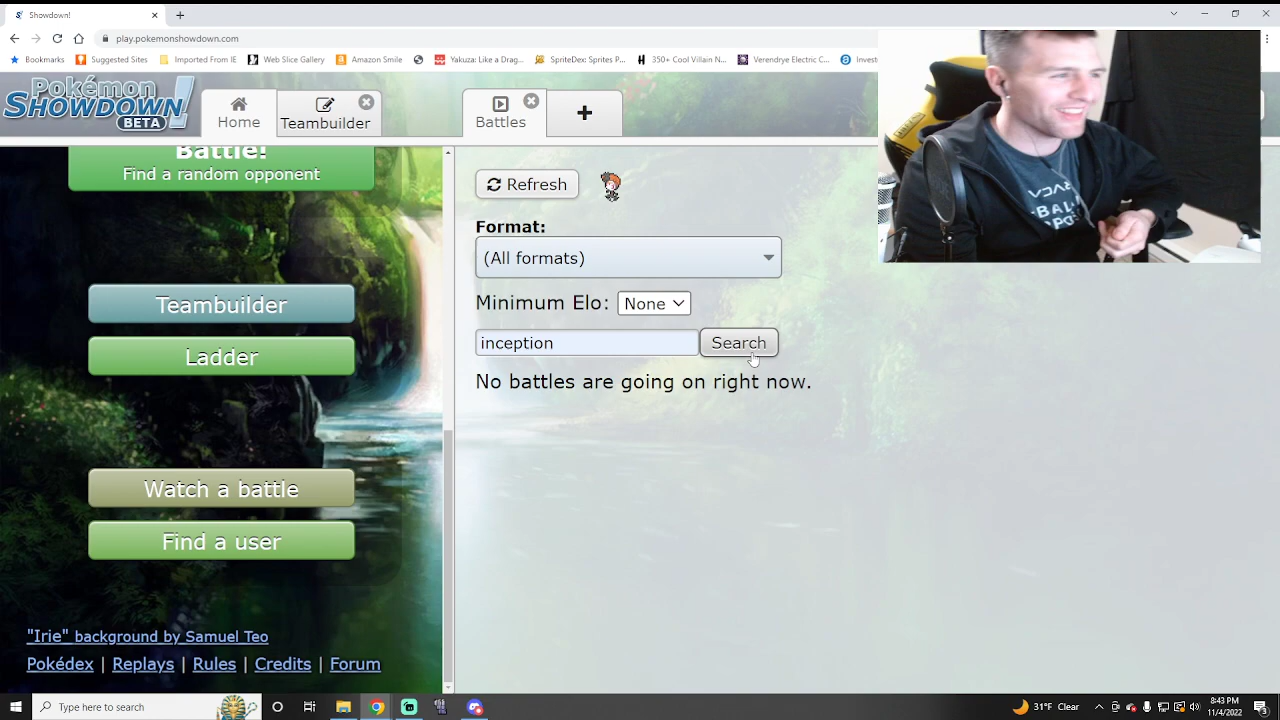 Showdown!
play.pokemonshowdown.com
Bookmarks
Suggested Sites
Imported From IE
Web Slice Gallery
Amazon Smile
Yakuza: Like a Drag...
SpriteDex: Sprites P...
350+ Cool Villain N...
Verendrye Electric C...
Invest
Pokémon
SHOWDOWN!
BETA
Home
Teambuilder
Battles
Battle!
Find a random opponent
Teambuilder
Ladder
Watch a battle
Find a user
"Irie" background by Samuel Teo
Pokédex | Replays | Rules | Credits | Forum
Refresh
Format:
(All formats)
Minimum Elo: None
inception Search
No battles are going on right now.
Type here to search
31°F Clear
8:43 PM
11/4/2022